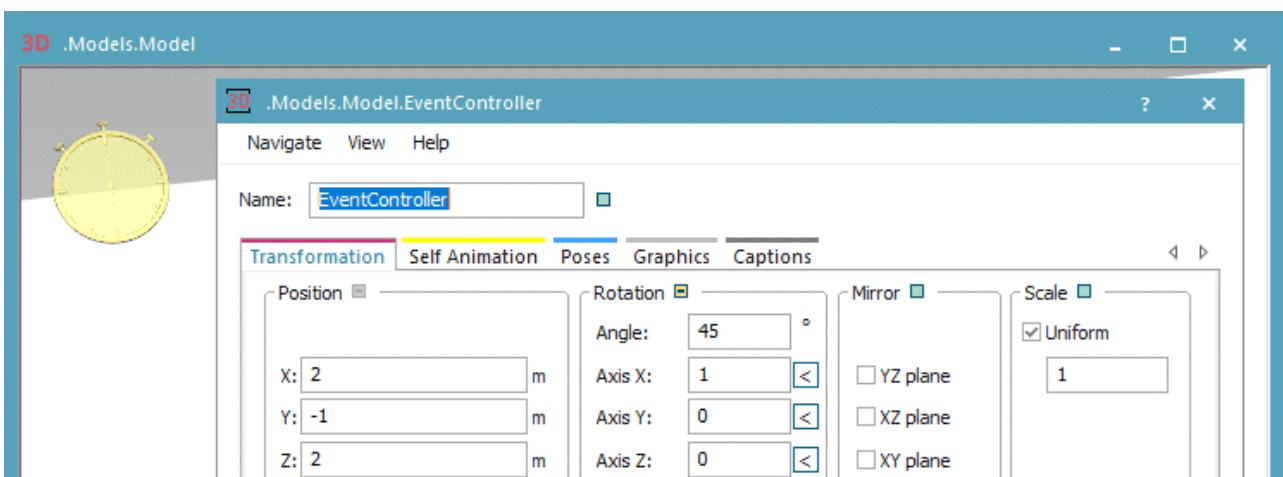 3D .Models.Model
3D .Models.Model.EventController ?
Navigate View Help
Name: EventController
Transformation Self Animation Poses Graphics Captions
Position Rotation Mirror Scale
Angle: 45 ° Uniform
X: 2 m Axis X: 1 < YZ plane 1
Y: -1 m Axis Y: 0 < XZ plane
Z: 2 m Axis Z: 0 < XY plane